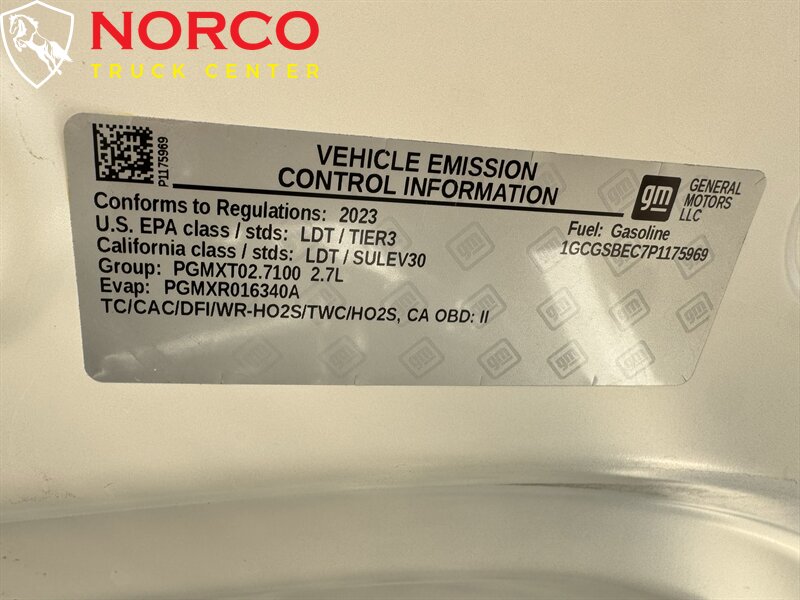 NORCO
TRUCK CENTER
P1175969
VEHICLE EMISSION
CONTROL INFORMATION
gm
GENERAL
MOTORS
LLC
Conforms to Regulations: 2023
U.S. EPA class / stds: LDT / TIER3
California class / stds: LDT / SULEV30
Group: PGMXT02.7100 2.7L
Evap: PGMXR016340A
TC/CAC/DFI/WR-HO2S/TWC/HO2S, CA OBD: II
Fuel: Gasoline
1GCGSBEC7P1175969